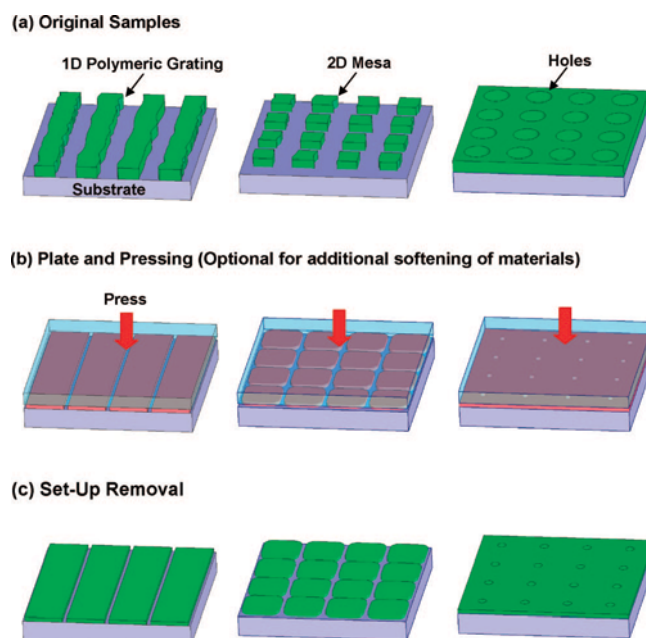 (a) Original Samples
1D Polymeric Grating
2D Mesa
Holes
Substrate
(b) Plate and Pressing (Optional for additional softening of materials)
Press
(c) Set-Up Removal